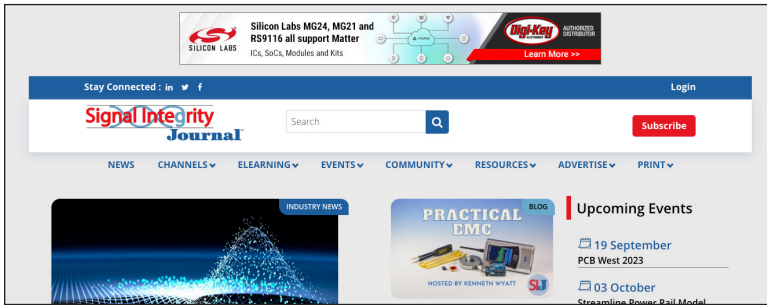 Silicon Labs MG24, MG21 and
RS9116 all support Matter
ICs, SoCs, Modules and Kits
SILICON LABS
Digi-Key
ELECTRONICS
AUTHORIZED
DISTRIBUTOR
Learn More >>
Stay Connected : in f
Login
Signal Integrity
Journal
Search
Subscribe
NEWS CHANNELS ELEARNING EVENTS COMMUNITY RESOURCES ADVERTISE PRINT
INDUSTRY NEWS
BLOG
PRACTICAL
EMC
HOSTED BY KENNETH WYATT
SIJ
Upcoming Events
19 September
PCB West 2023
03 October
Streamline Power Rail Model